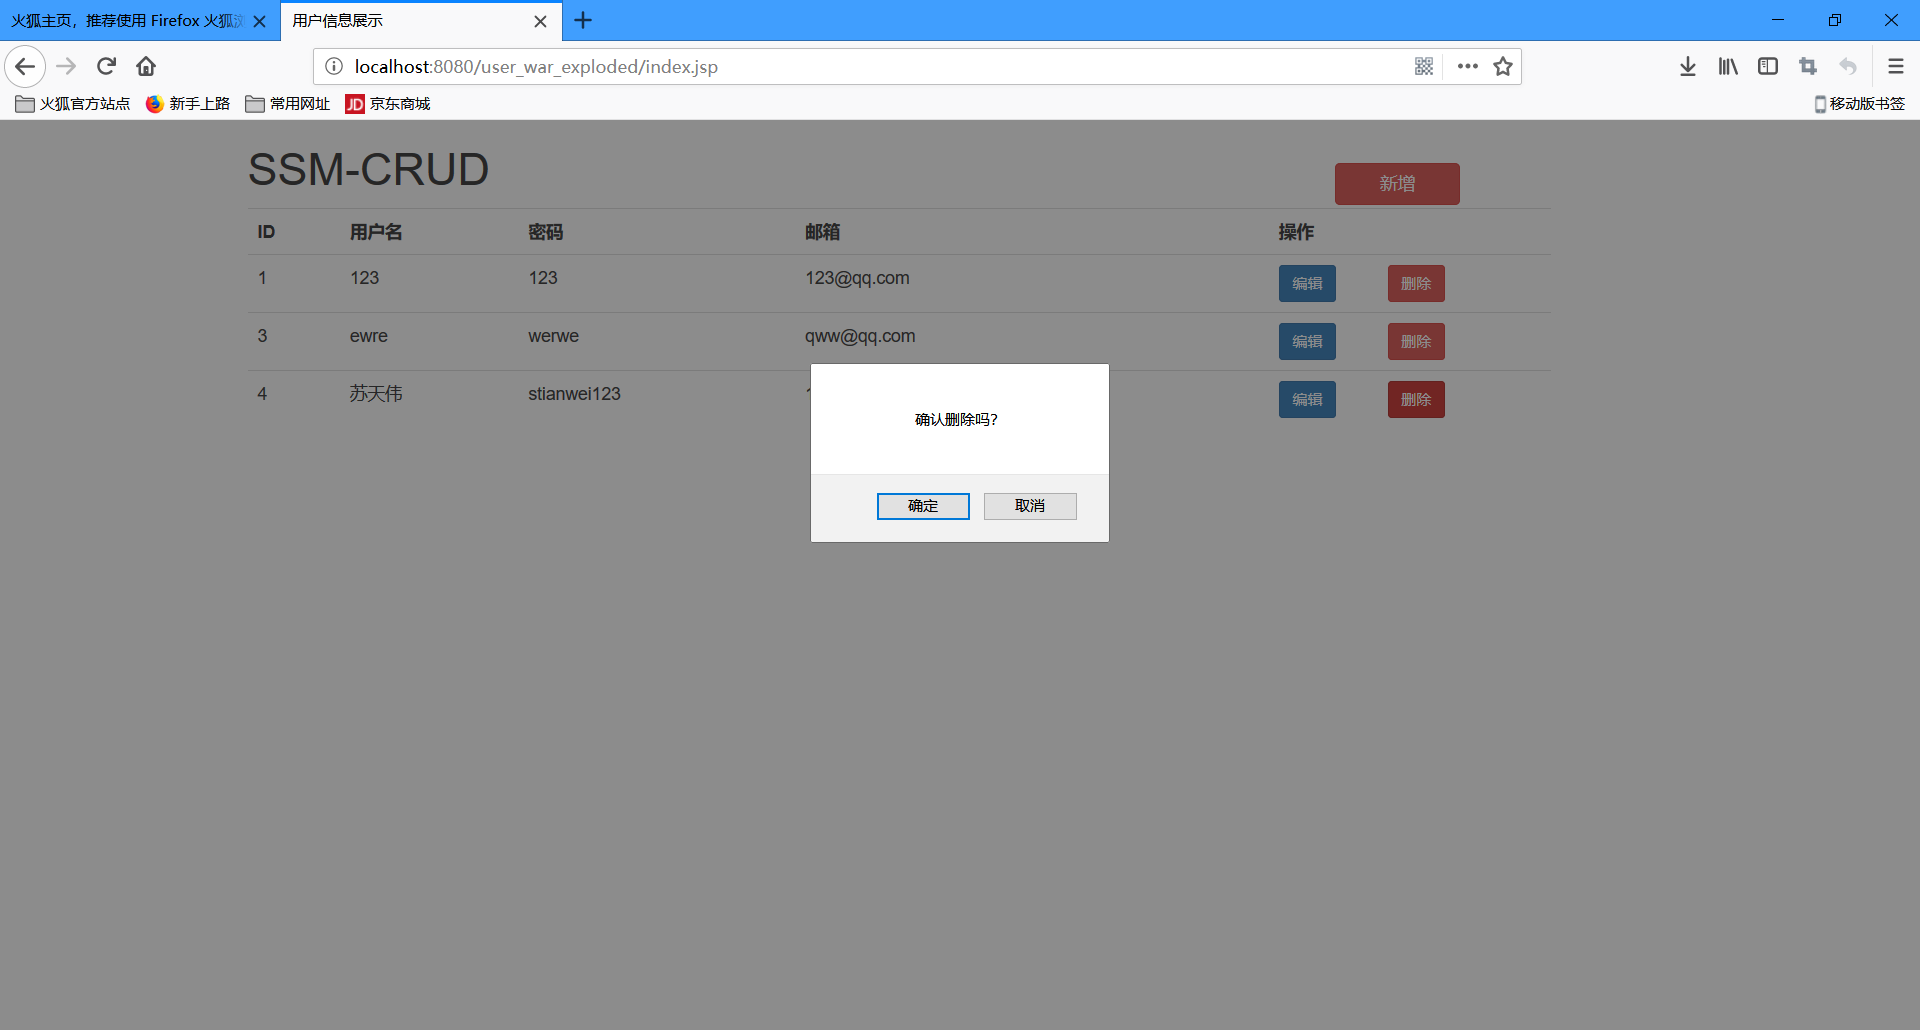 火狐主页，推荐使用 Firefox 火狐
用户信息展示
localhost:8080/user_war_exploded/index.jsp
火狐官方站点 新手上路 常用网址 JD 京东商城 移动版书签
SSM-CRUD
新增
ID 用户名 密码 邮箱 操作
1 123 123 123@qq.com 编辑 删除
3 ewre werwe qww@qq.com 编辑 删除
4 苏天伟 stianwei123 编辑 删除
确认删除吗?
确定 取消